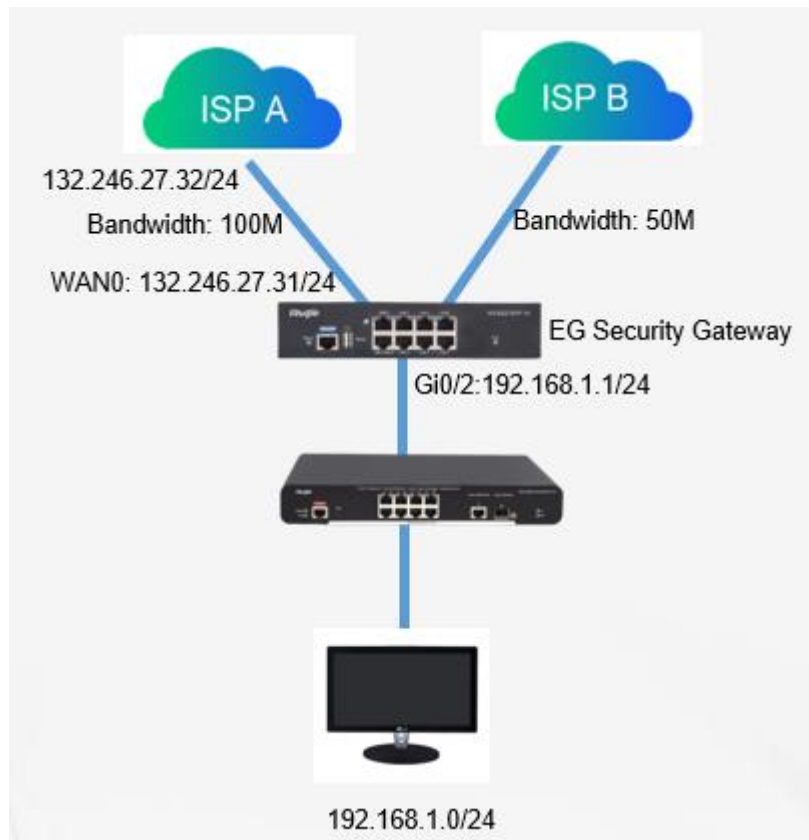 ISP A
ISP B
132.246.27.32/24
Bandwidth: 100M
Bandwidth: 50M
WAN0: 132.246.27.31/24
Ruijie
EG Security Gateway
Gi0/2:192.168.1.1/24
192.168.1.0/24